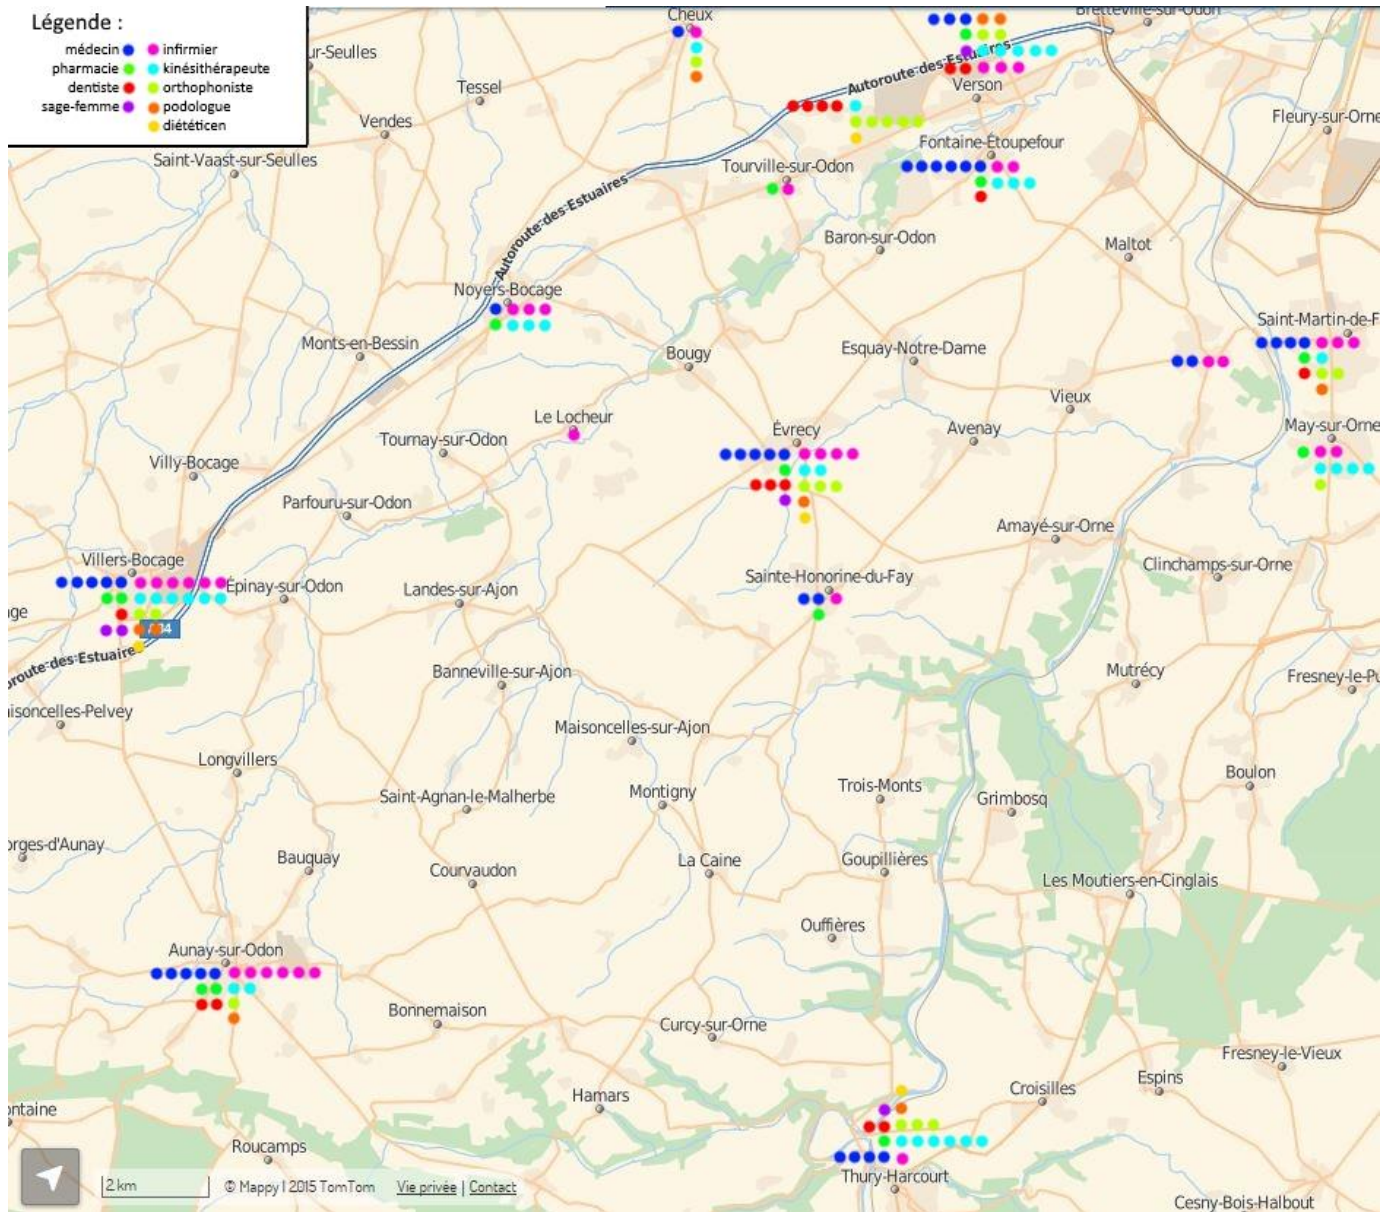 Légende :
médecin
infirmier
pharmacie
kinésithérapeute
dentiste
orthophoniste
sage-femme
podologue
diététicen
Cheux
Bretteville-sur-Odon
ur-Seulles
Autoroute-des-Estuaires
Tessel
Verson
Vendes
Fleury-sur-Orne
Saint-Vaast-sur-Seulles
Fontaine-Étoupefour
Tourville-sur-Odon
Autoroute-des-Estuaires
Baron-sur-Odon
Maltot
Noyers-Bocage
Saint-Martin-de-F
Monts-en-Bessin
Bougy
Esquay-Notre-Dame
Vieux
Le Locheur
Évrecy
Avenay
May-sur-Orne
Tournay-sur-Odon
Villy-Bocage
Parfouru-sur-Odon
Amayé-sur-Orne
Villers-Bocage
Clinchamps-sur-Orne
Épinay-sur-Odon
Landes-sur-Ajon
Sainte-Honorine-du-Fay
age
A84
oroute-des-Estuaire
Banneville-sur-Ajon
Mutrécy
Fresney-le-Pu
aisoncelles-Pelvey
Maisoncelles-sur-Ajon
Longvillers
Boulon
Saint-Agnan-le-Malherbe
Montigny
Trois-Monts
Grimbosq
orges-d'Aunay
Bauquay
Courvaudon
La Caine
Goupillières
Les Moutiers-en-Cinglais
Ouffières
Aunay-sur-Odon
Bonnemaison
Curcy-sur-Orne
Fresney-le-Vieux
Hamars
Croisilles
Espins
ontaine
Roucamps
Thury-Harcourt
2 km
© Mappy | 2015 TomTom Vie privée | Contact
Cesny-Bois-Halbout